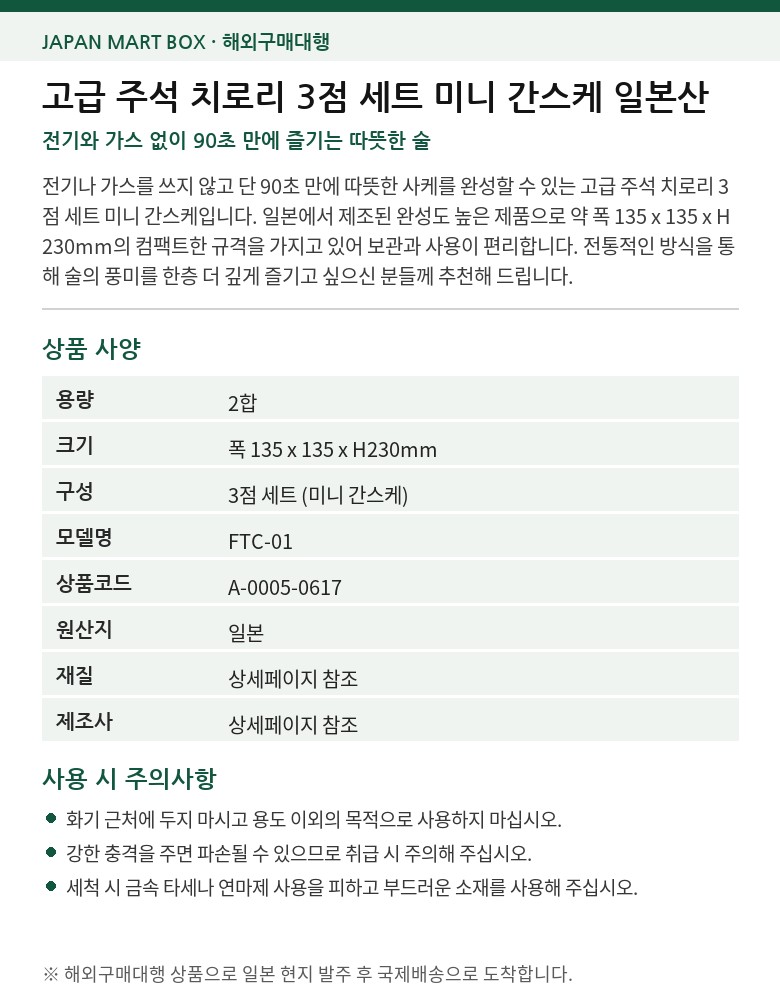 JAPAN MART BOX · 해외구매대행
고급 주석 치로리 3점 세트 미니 간스케 일본산
전기와 가스 없이 90초 만에 즐기는 따뜻한 술
전기나 가스를 쓰지 않고 단 90초 만에 따뜻한 사케를 완성할 수 있는 고급 주석 치로리 3
점 세트 미니 간스케입니다. 일본에서 제조된 완성도 높은 제품으로 약 폭 135 x 135 x H
230mm의 컴팩트한 규격을 가지고 있어 보관과 사용이 편리합니다. 전통적인 방식을 통
해 술의 풍미를 한층 더 깊게 즐기고 싶으신 분들께 추천해 드립니다.
상품 사양
용량 2합
크기 폭 135 x 135 x H230mm
구성 3점 세트 (미니 간스케)
모델명 FTC-01
상품코드 A-0005-0617
원산지 일본
재질 상세페이지 참조
제조사 상세페이지 참조
사용 시 주의사항
● 화기 근처에 두지 마시고 용도 이외의 목적으로 사용하지 마십시오.
● 강한 충격을 주면 파손될 수 있으므로 취급 시 주의해 주십시오.
● 세척 시 금속 타세나 연마제 사용을 피하고 부드러운 소재를 사용해 주십시오.
※ 해외구매대행 상품으로 일본 현지 발주 후 국제배송으로 도착합니다.